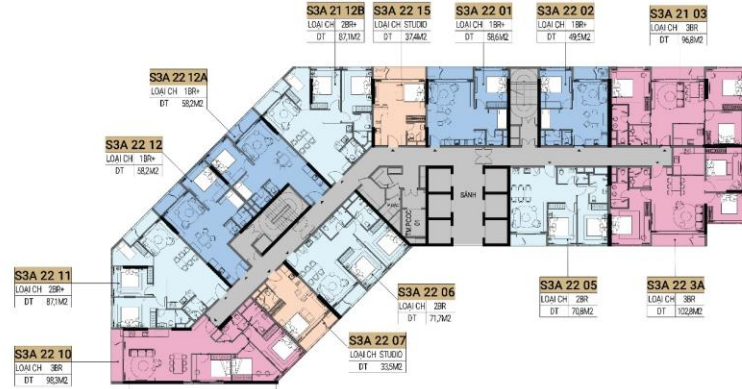 S3A 21 12B
LOẠI CH 2BR+
DT 87,1M2
S3A 22 15
LOẠI CH STUDIO
DT 37,4M2
S3A 22 01
LOẠI CH 1BR+
DT 58,6M2
S3A 22 02
LOẠI CH 1BR+
DT 49,5M2
S3A 21 03
LOẠI CH 3BR
DT 96,8M2
S3A 22 12A
LOẠI CH 1BR+
DT 58,2M2
S3A 22 12
LOẠI CH 1BR+
DT 58,2M2
SẢNH
TM PCCC
01
S3A 22 11
LOẠI CH 2BR+
DT 87,1M2
S3A 22 06
LOẠI CH 2BR
DT 71,7M2
S3A 22 05
LOẠI CH 2BR
DT 70,8M2
S3A 22 3A
LOẠI CH 3BR
DT 102,8M2
S3A 22 07
LOẠI CH STUDIO
DT 33,5M2
S3A 22 10
LOẠI CH 3BR
DT 98,3M2